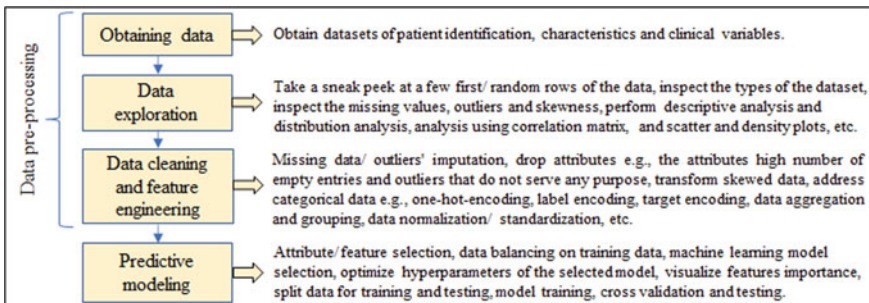 Data pre-processing
Obtaining data
Obtain datasets of patient identification, characteristics and clinical variables.
Data
exploration
Take a sneak peek at a few first/ random rows of the data, inspect the types of the dataset,
inspect the missing values, outliers and skewness, perform descriptive analysis and
distribution analysis, analysis using correlation matrix, and scatter and density plots, etc.
Data cleaning
and feature
engineering
Missing data/ outliers' imputation, drop attributes e.g., the attributes high number of
empty entries and outliers that do not serve any purpose, transform skewed data, address
categorical data e.g., one-hot-encoding, label encoding, target encoding, data aggregation
and grouping, data normalization/ standardization, etc.
Predictive
modeling
Attribute/ feature selection, data balancing on training data, machine learning model
selection, optimize hyperparameters of the selected model, visualize features importance,
split data for training and testing, model training, cross validation and testing.